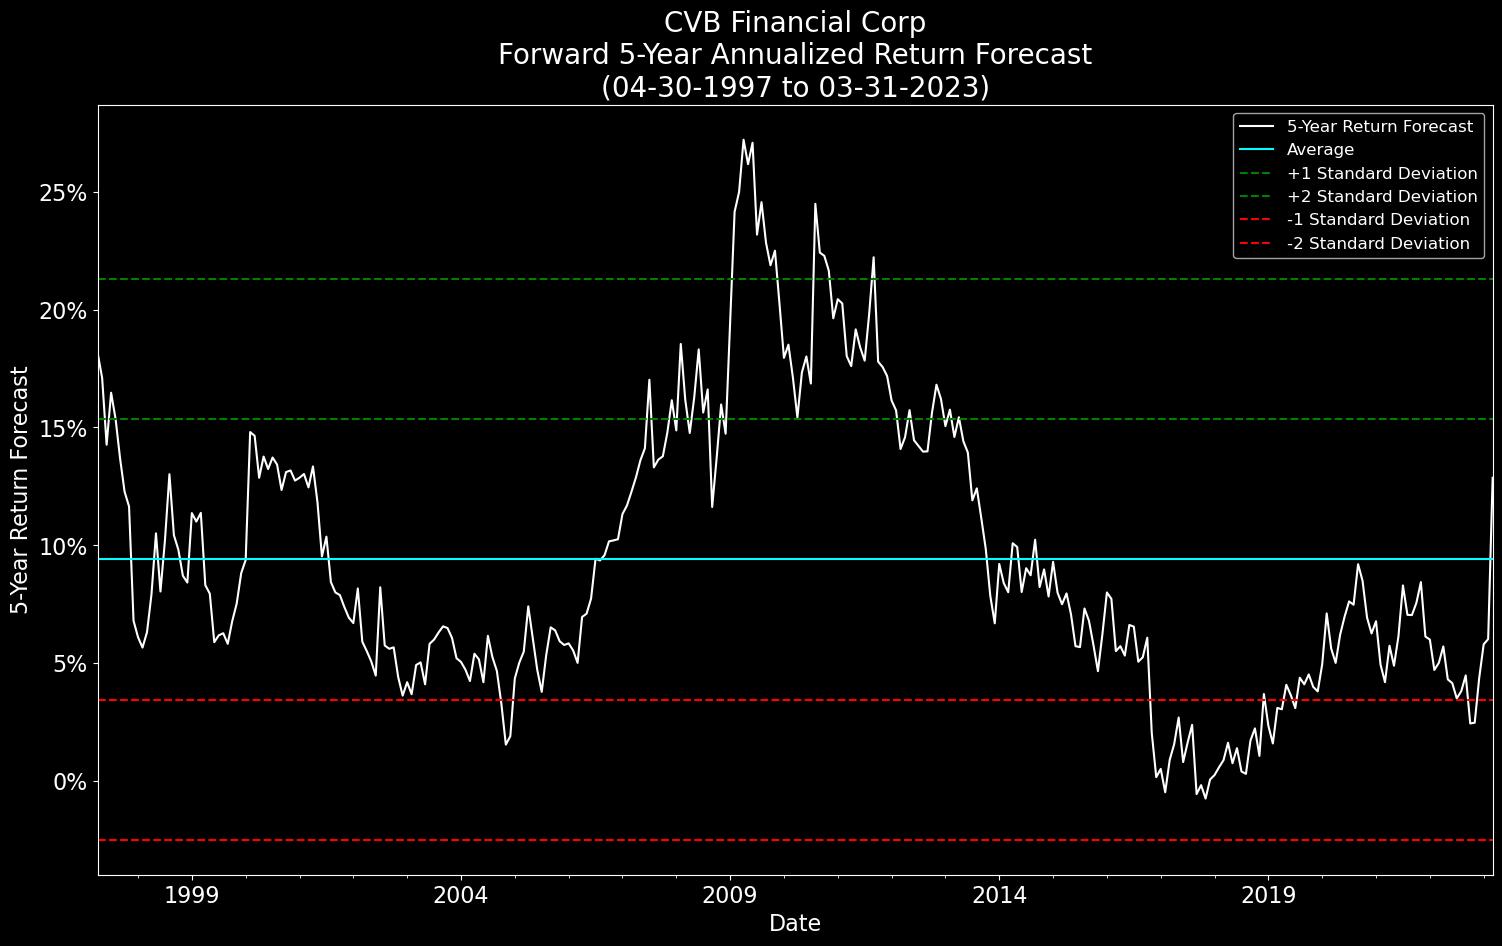 CVB Financial Corp
Forward 5-Year Annualized Return Forecast
(04-30-1997 to 03-31-2023)
5-Year Return Forecast
Average
+1 Standard Deviation
+2 Standard Deviation
-1 Standard Deviation
-2 Standard Deviation
5-Year Return Forecast
25%
20%
15%
10%
5%
0%
1999
2004
2009
2014
2019
Date